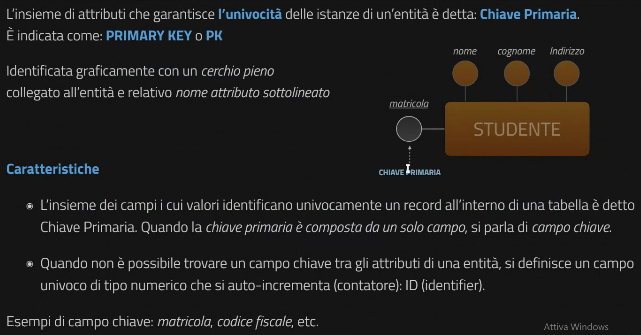 L'insieme di attributi che garantisce l'univocità delle istanze di un'entità è detta: Chiave Primaria.
È indicata come: PRIMARY KEY o PK
Identificata graficamente con un cerchio pieno
collegato all'entità e relativo nome attributo sottolineato
nome
cognome
Indirizzo
matricola
STUDENTE
CHIAVE PRIMARIA
Caratteristiche
L'insieme dei campi i cui valori identificano univocamente un record all'interno di una tabella è detto
Chiave Primaria. Quando la chiave primaria è composta da un solo campo, si parla di campo chiave.
Quando non è possibile trovare un campo chiave tra gli attributi di una entità, si definisce un campo
univoco di tipo numerico che si auto-incrementa (contatore): ID (identifier).
Esempi di campo chiave: matricola, codice fiscale, etc.
Attiva Windows